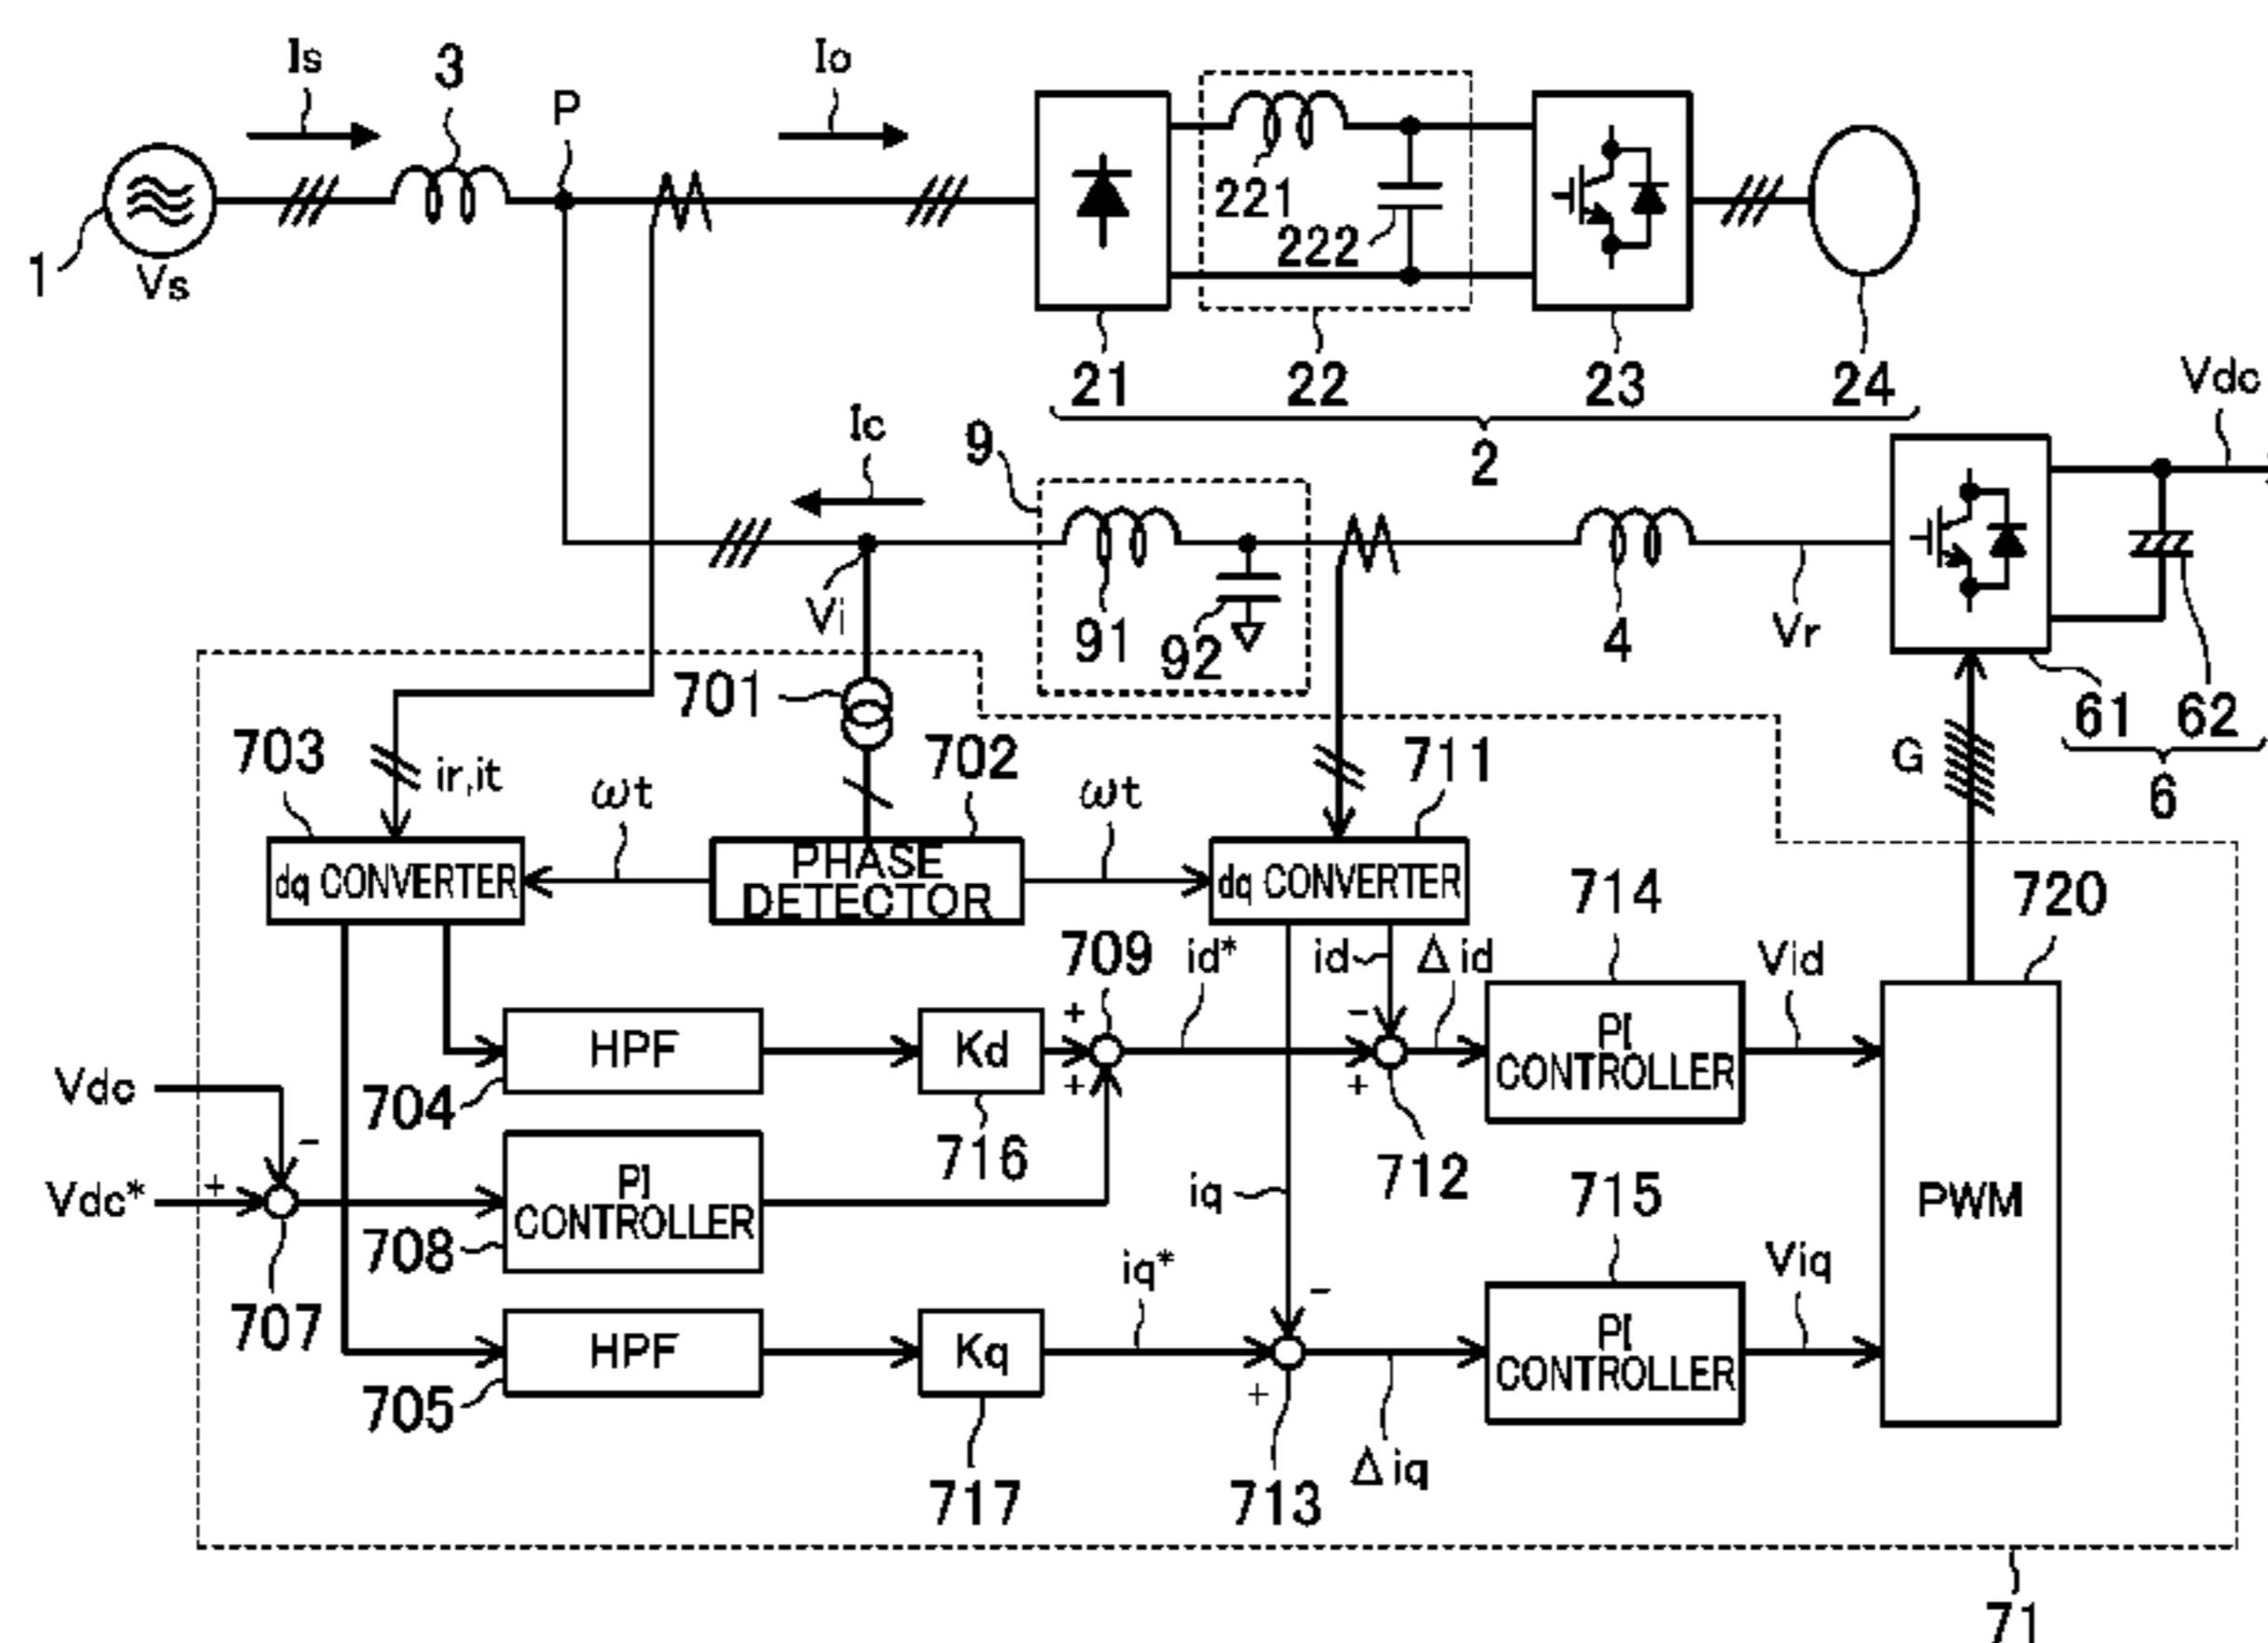 Is
3
P
Io
1
Vs
221
222
21
22
23
24
2
Vdc
Ic
9
Vi
91
92
4
Vr
61
62
6
701
703
ir,it
ωt
702
ωt
711
G
dq CONVERTER
PHASE
DETECTOR
dq CONVERTER
714
720
709
id*
id
Δid
Vid
HPF
+
Kd
+
-
+
PI
CONTROLLER
Vdc
704
716
712
-
Vdc*
+
PI
CONTROLLER
708
iq
715
PWM
707
iq*
-
Viq
HPF
705
Kq
+
PI
CONTROLLER
717
713
Δiq
71